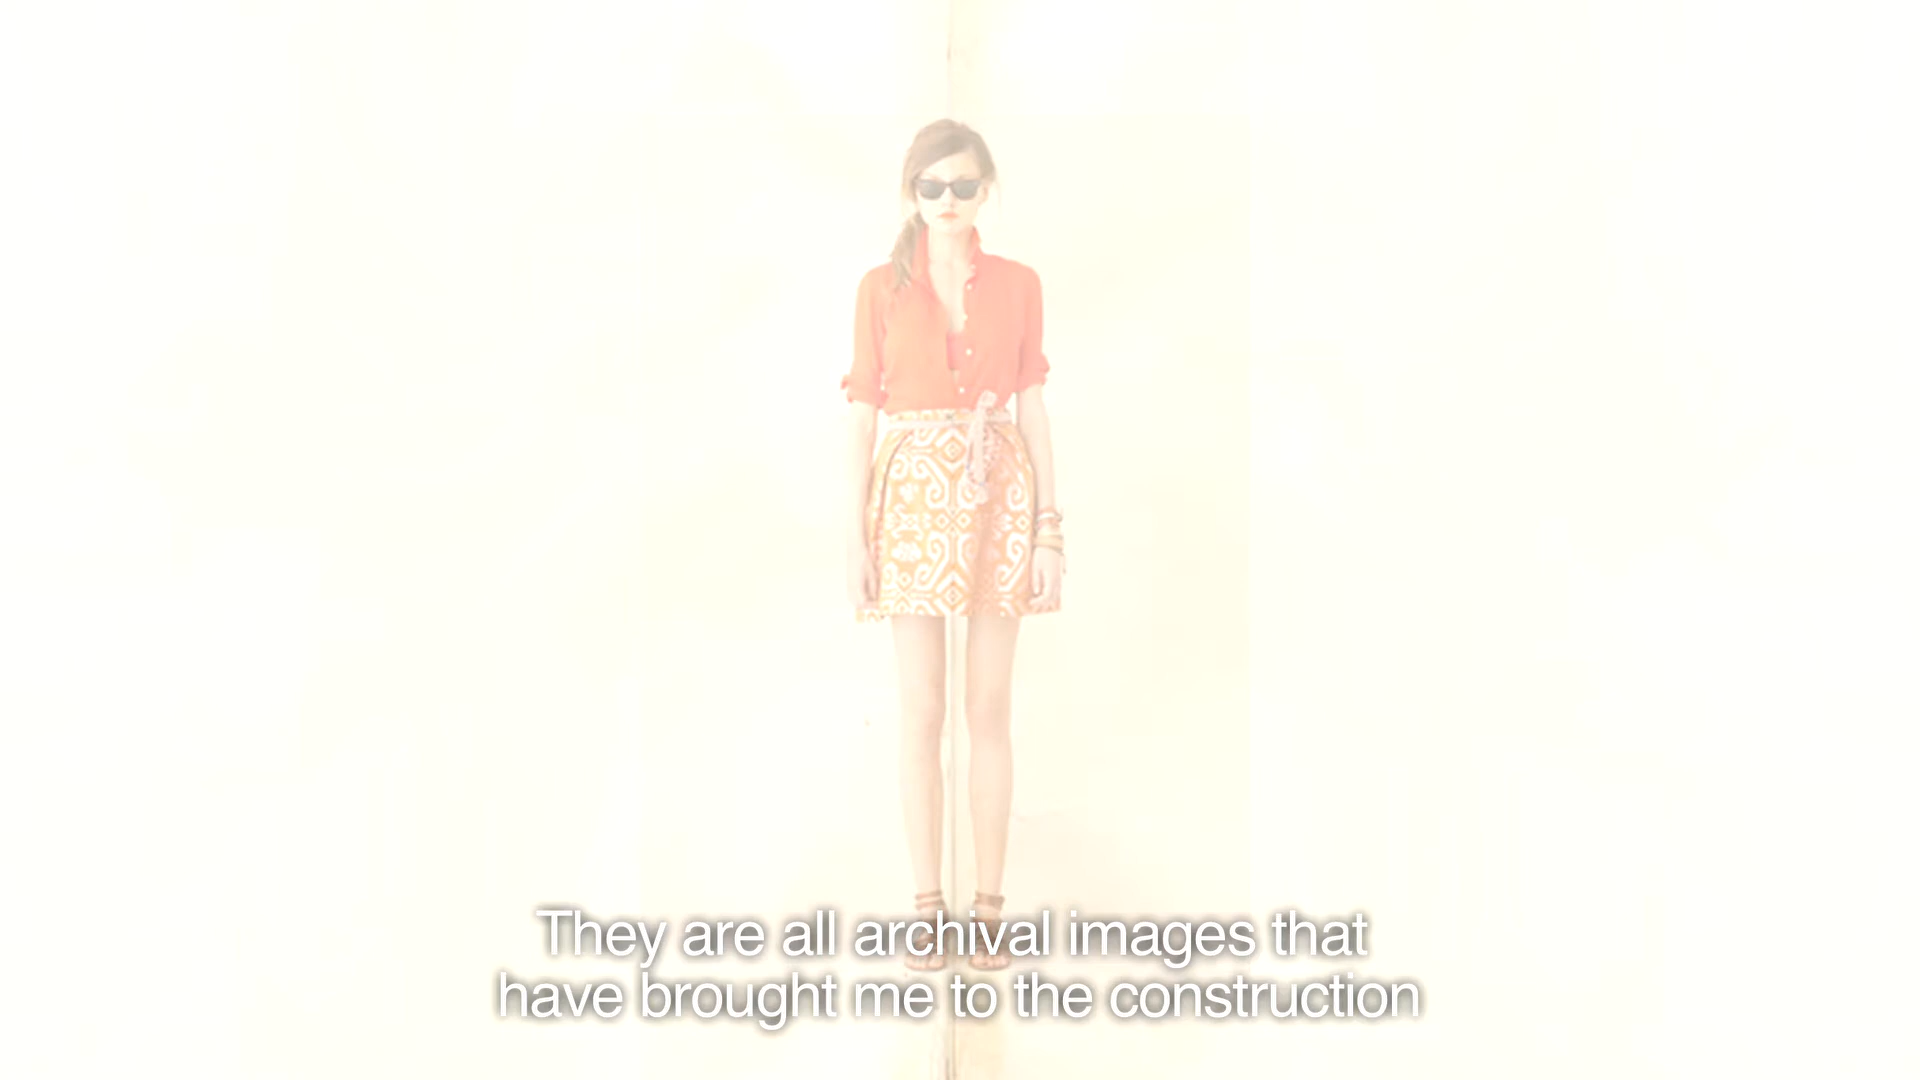 They are all archival images that
have brought me to the construction